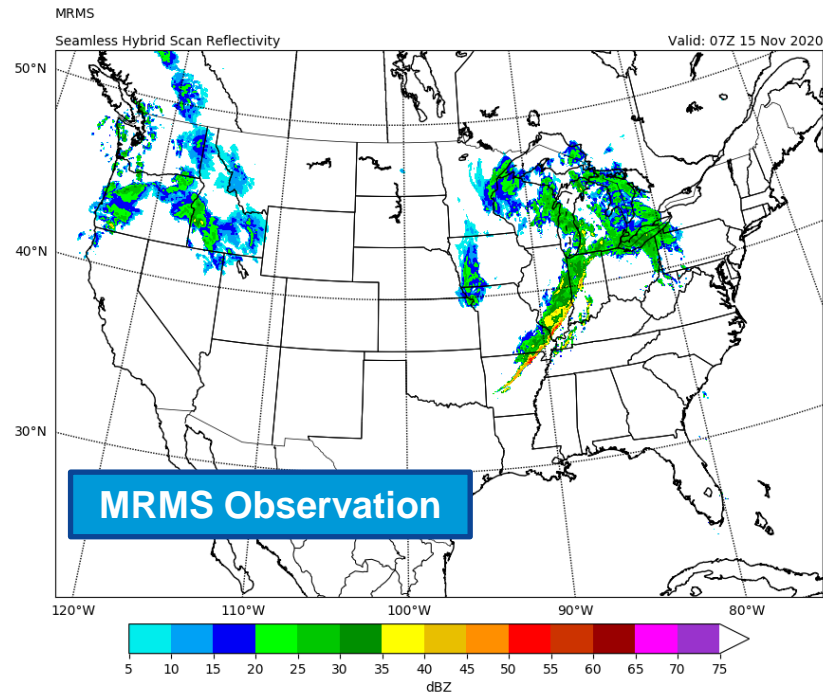 MRMS
Seamless Hybrid Scan Reflectivity Valid: 07Z 15 Nov 2020
50°N
40°N
30°N
MRMS Observation
120°W 110°W 100°W 90°W 80°W
5 10 15 20 25 30 35 40 45 50 55 60 65 70 75
dBZ